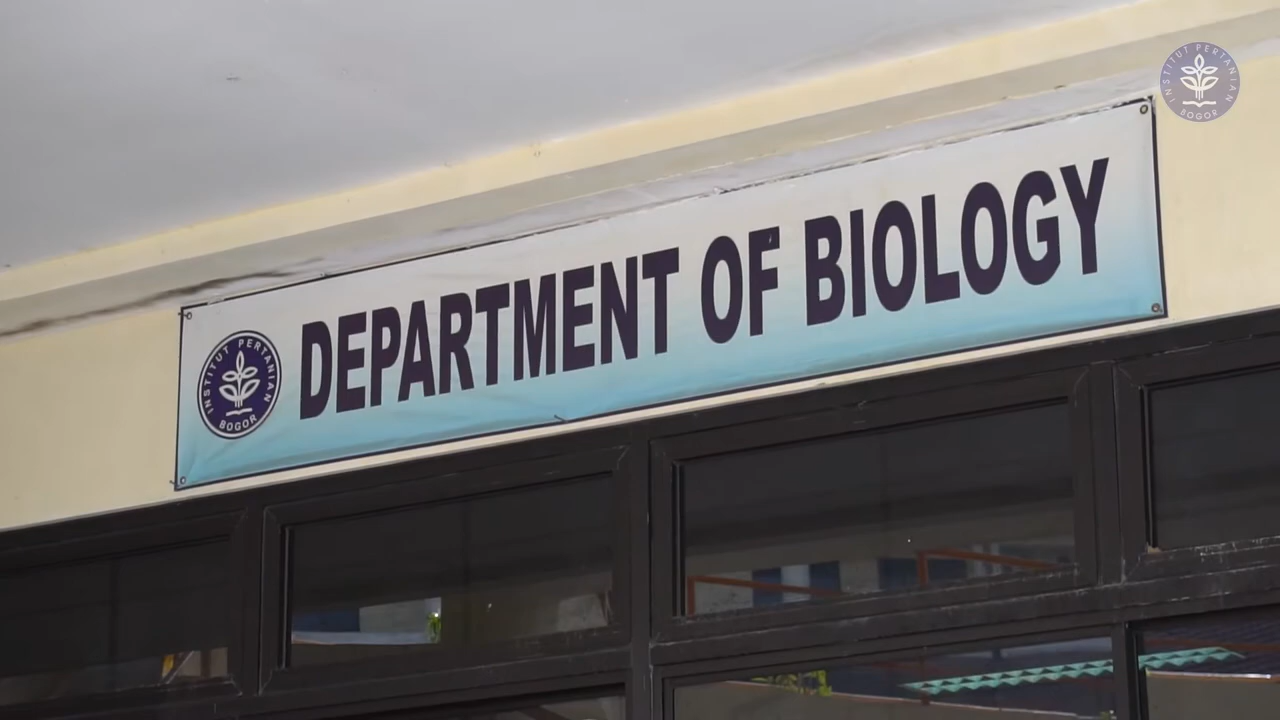 INSTITUT PERTANIAN
BOGOR
INSTITUT PERTANIAN
BOGOR
DEPARTMENT OF BIOLOGY